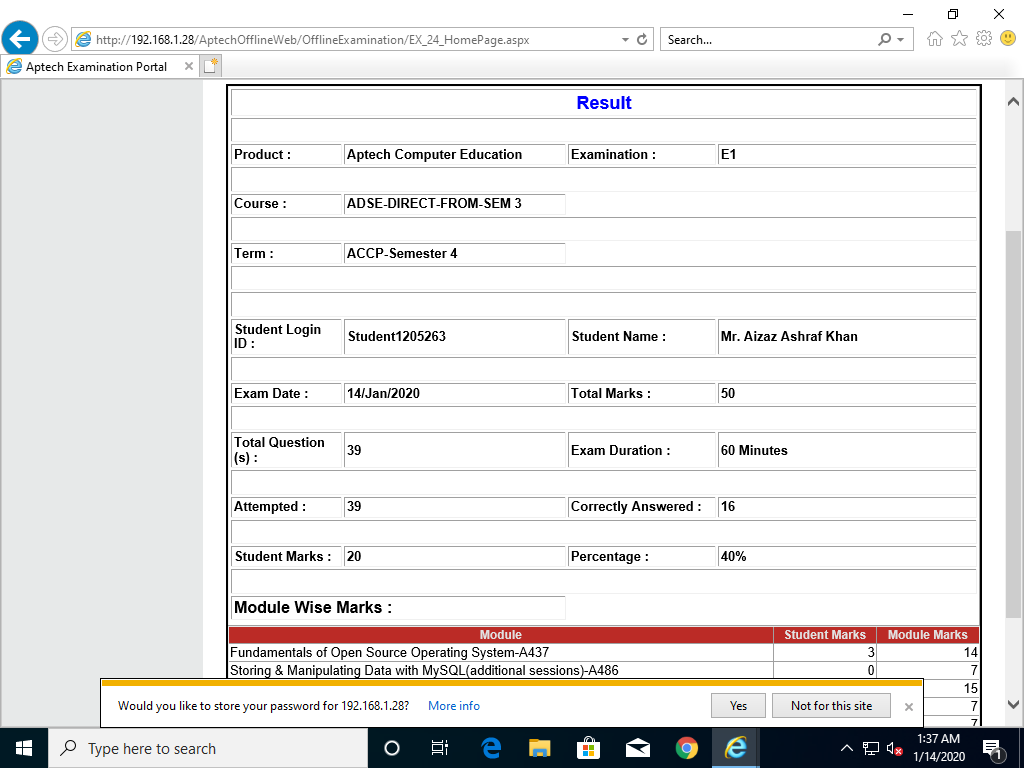 http://192.168.1.28/AptechOfflineWeb/OfflineExamination/EX_24_HomePage.aspx
Search...
Aptech Examination Portal
Result
Product : Aptech Computer Education Examination : E1
Course : ADSE-DIRECT-FROM-SEM 3
Term : ACCP-Semester 4
Student Login
ID :
Student1205263 Student Name : Mr. Aizaz Ashraf Khan
Exam Date : 14/Jan/2020 Total Marks : 50
Total Question
(s) :
39 Exam Duration : 60 Minutes
Attempted : 39 Correctly Answered : 16
Student Marks : 20 Percentage : 40%
Module Wise Marks :
Module Student Marks Module Marks
Fundamentals of Open Source Operating System-A437 3 14
Storing & Manipulating Data with MySQL(additional sessions)-A486 0 7
15
7
7
Would you like to store your password for 192.168.1.28? More info Yes Not for this site
Type here to search
1:37 AM
1/14/2020
1